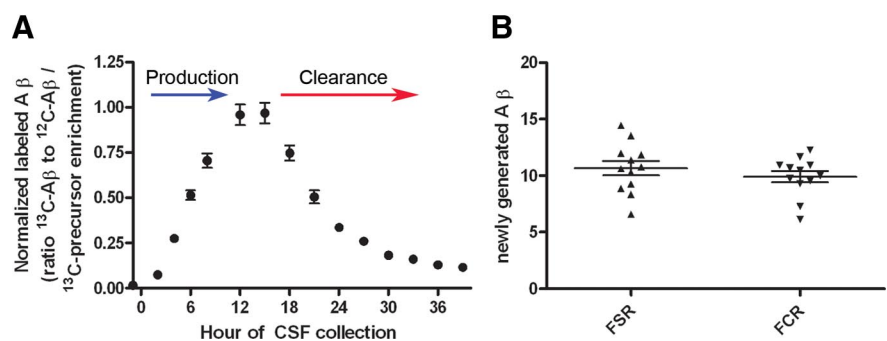 A
Normalized labeled A β
(ratio ¹³C-Aβ to ¹²C-Aβ /
¹³C-precursor enrichment)
1.25
1.00
0.75
0.50
0.25
0.00
Production
Clearance
0 6 12 18 24 30 36
Hour of CSF collection
B
newly generated A β
20
15
10
5
0
FSR
FCR